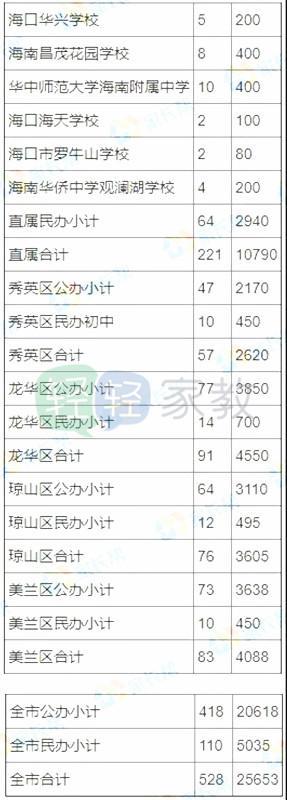 海口华兴学校 5 200
海南昌茂花园学校 8 400
华中师范大学海南附属中学 10 400
海口海天学校 2 100
海口市罗牛山学校 2 80
海南华侨中学观澜湖学校 4 200
直属民办小计 64 2940
直属合计 221 10790
秀英区公办小计 47 2170
秀英区民办初中 10 450
秀英区合计 57 2620
龙华区公办小计 77 3850
龙华区民办小计 14 700
龙华区合计 91 4550
琼山区公办小计 64 3110
琼山区民办小计 12 495
琼山区合计 76 3605
美兰区公办小计 73 3638
美兰区民办小计 10 450
美兰区合计 83 4088
全市公办小计 418 20618
全市民办小计 110 5035
全市合计 528 25653
轻轻家教